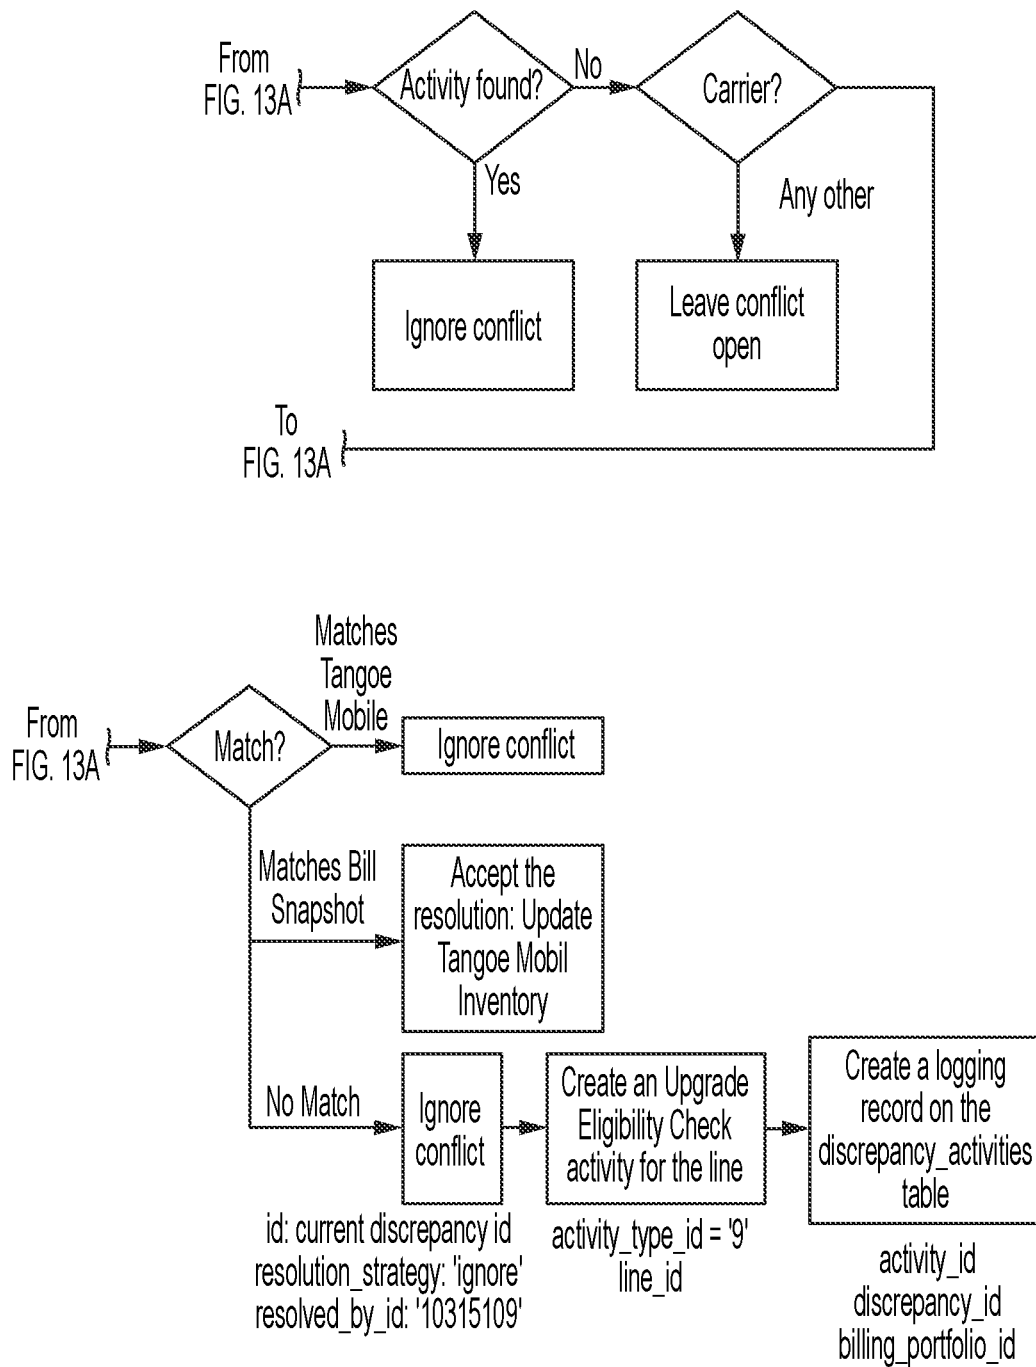 From
FIG. 13A
Activity found?
No
Carrier?
Yes
Any other
Ignore conflict
Leave conflict
open
To
FIG. 13A
Matches
Tangoe
Mobile
From
FIG. 13A
Match?
Ignore conflict
Matches Bill
Snapshot
Accept the
resolution: Update
Tangoe Mobil
Inventory
No Match
Ignore
conflict
Create an Upgrade
Eligibility Check
activity for the line
Create a logging
record on the
discrepancy_activities
table
id: current discrepancy id
resolution_strategy: 'ignore'
resolved_by_id: '10315109'
activity_type_id = '9'
line_id
activity_id
discrepancy_id
billing_portfolio_id